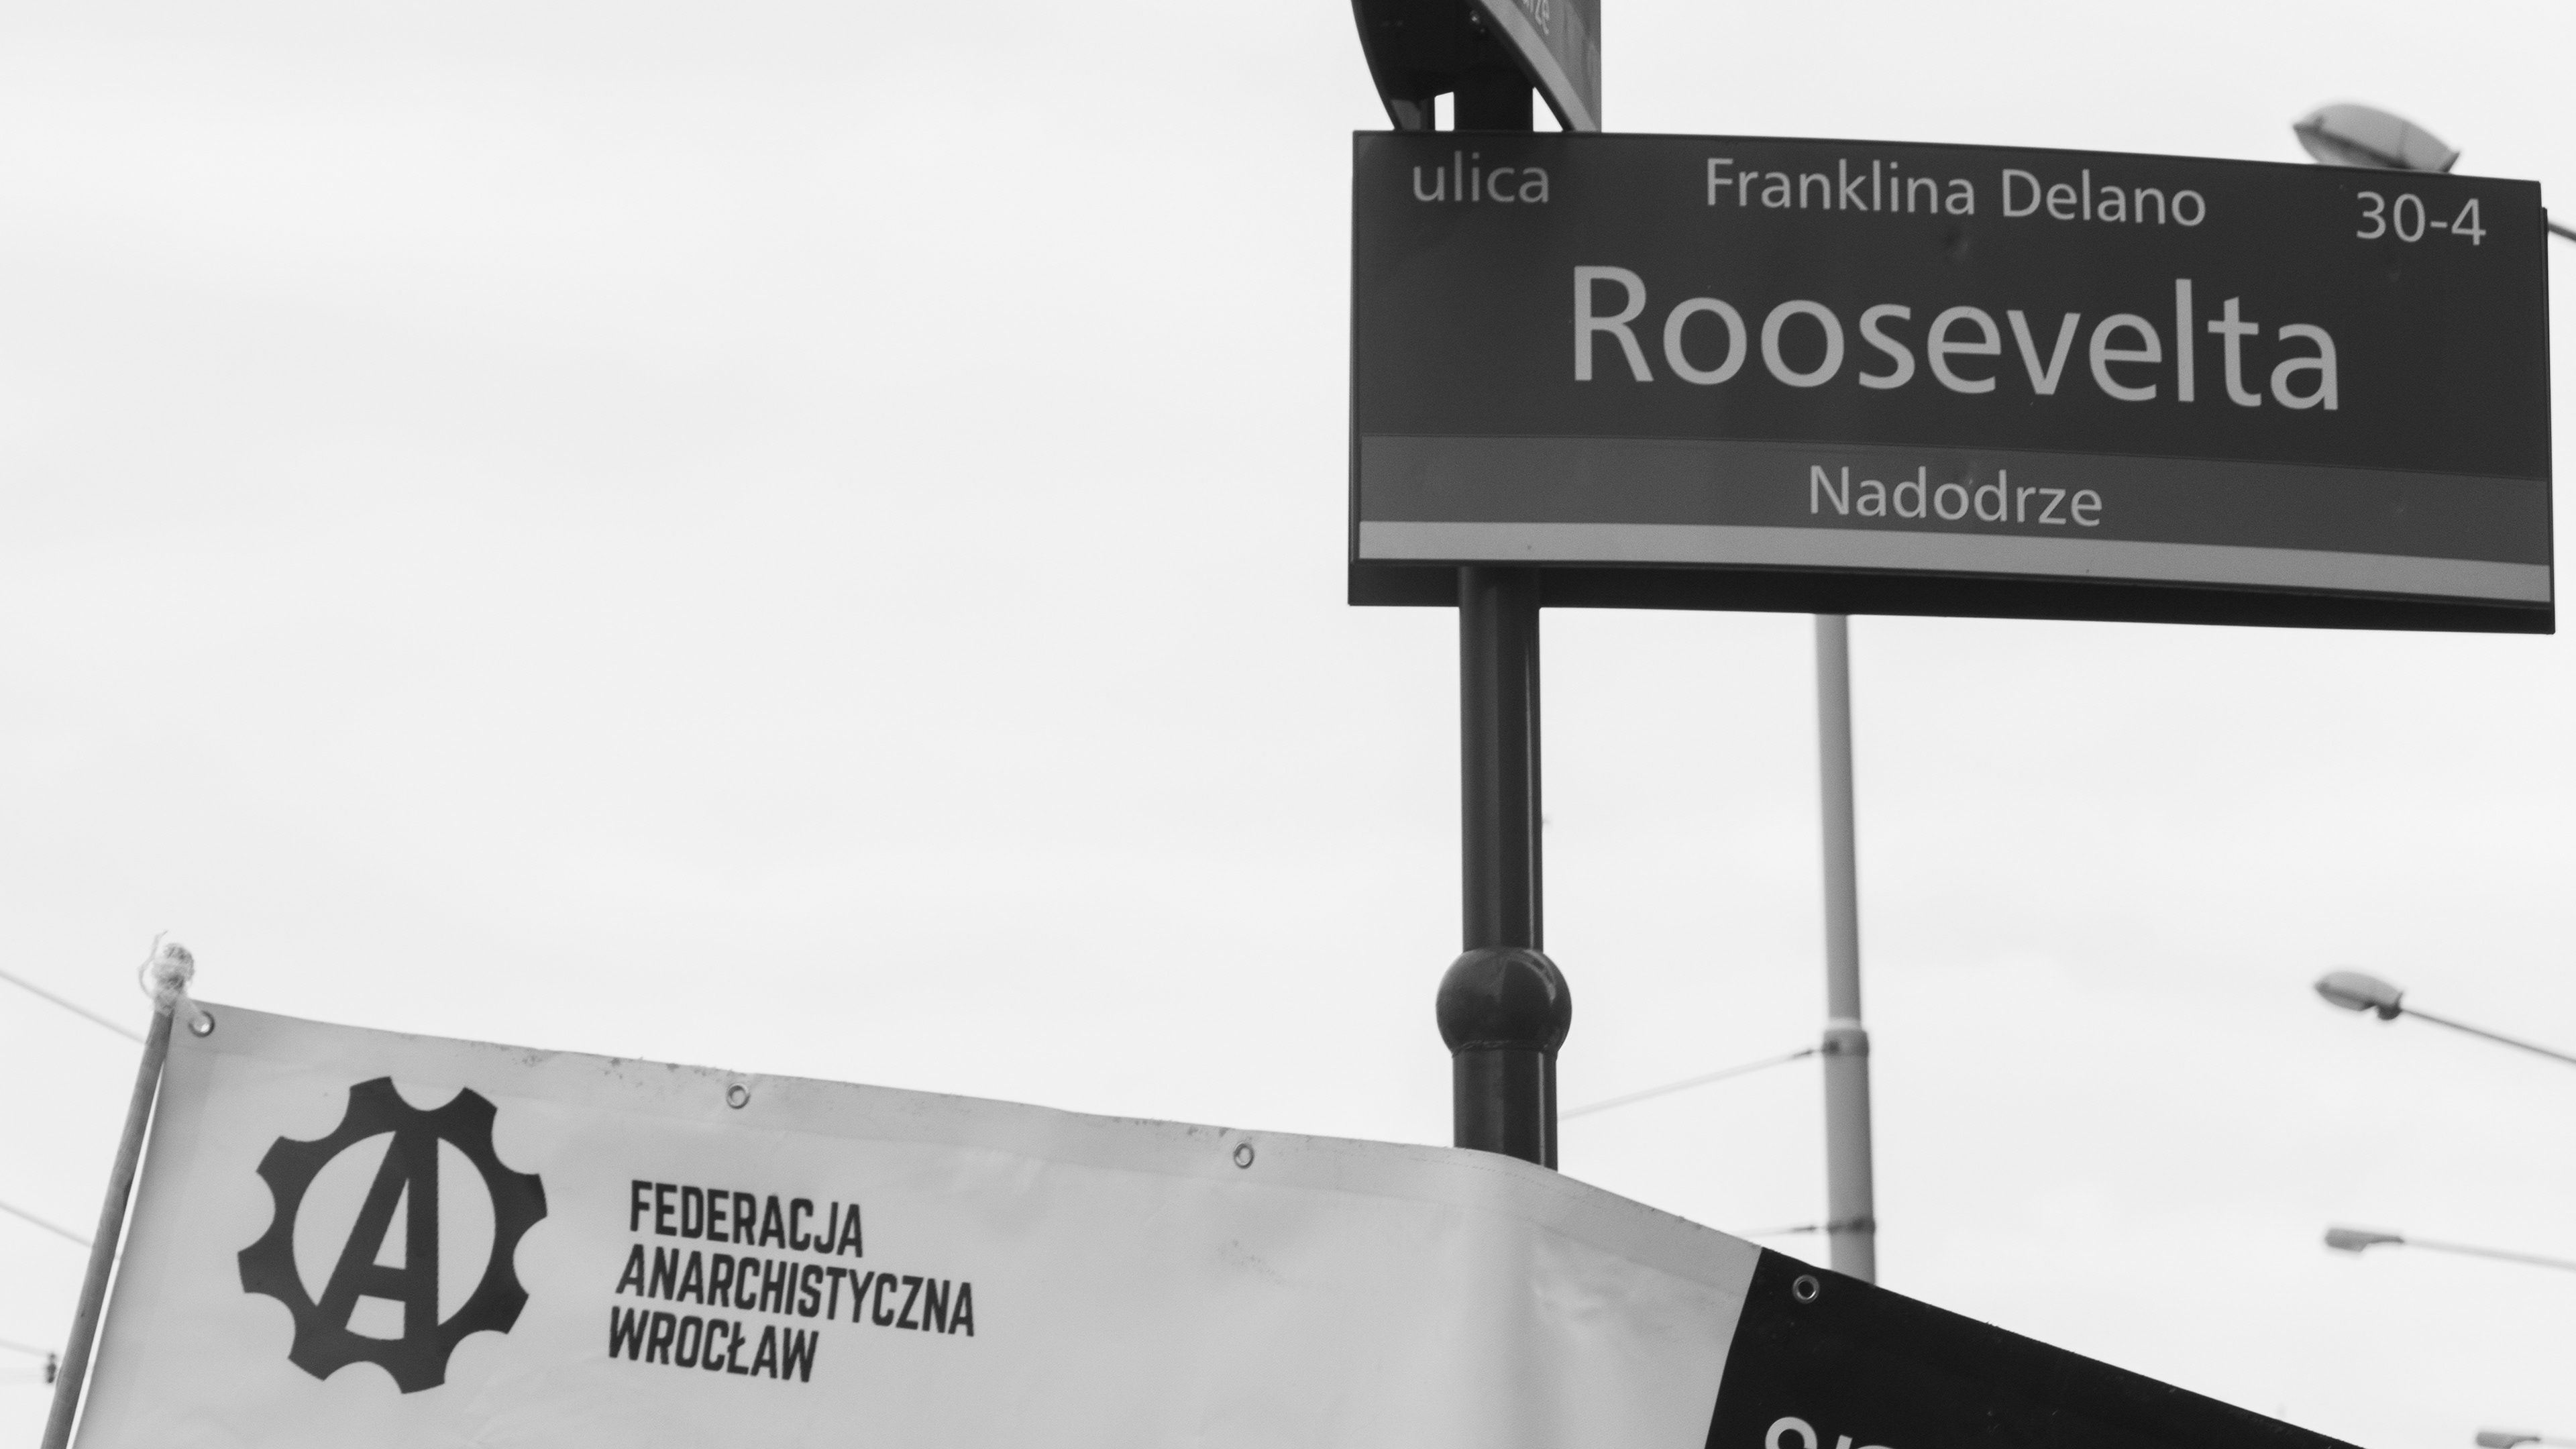 ulica Franklina Delano 30-4
Roosevelta
Nadodrze
FEDERACJA
ANARCHISTYCZNA
WROCŁAW